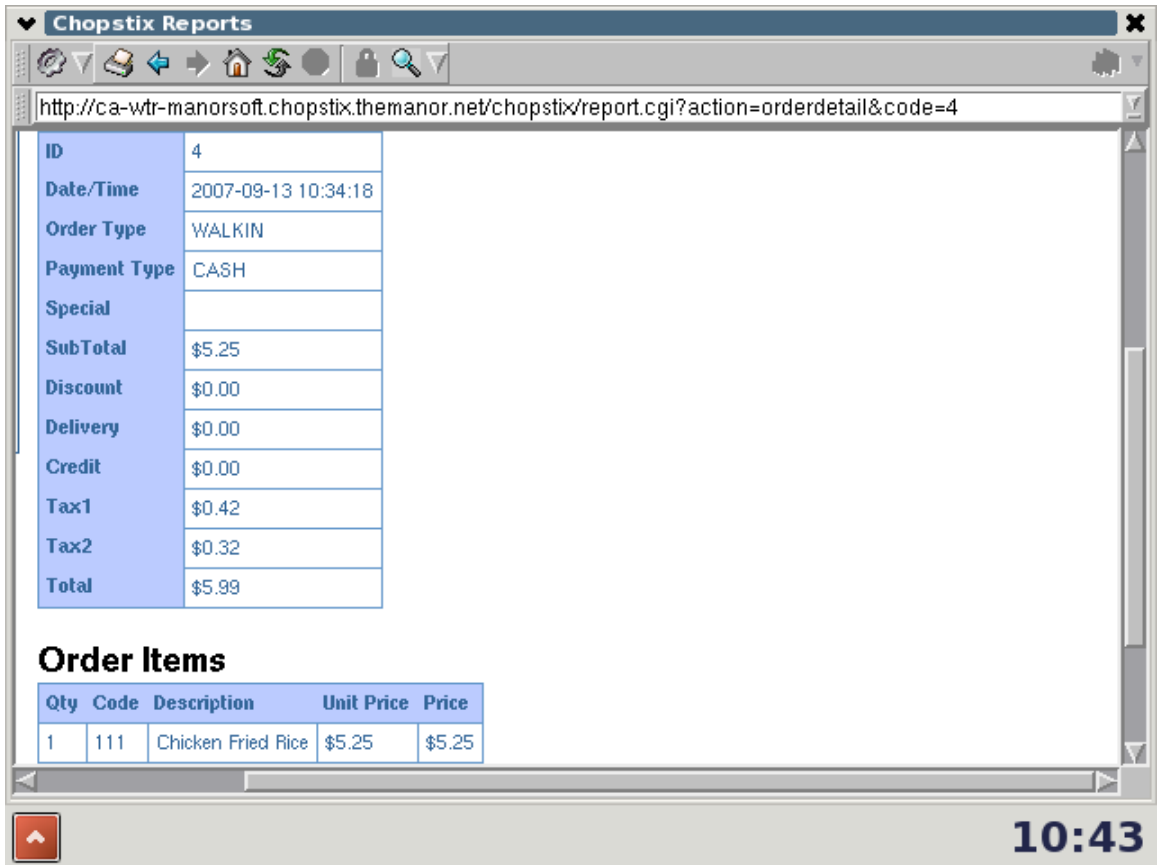 Chopstix Reports
http://ca-wtr-manorsoft.chopstix.themanor.net/chopstix/report.cgi?action=orderdetail&code=4
ID 4
Date/Time 2007-09-13 10:34:18
Order Type WALKIN
Payment Type CASH
Special
SubTotal $5.25
Discount $0.00
Delivery $0.00
Credit $0.00
Tax1 $0.42
Tax2 $0.32
Total $5.99
Order Items
Qty Code Description Unit Price Price
1 111 Chicken Fried Rice $5.25 $5.25
10:43